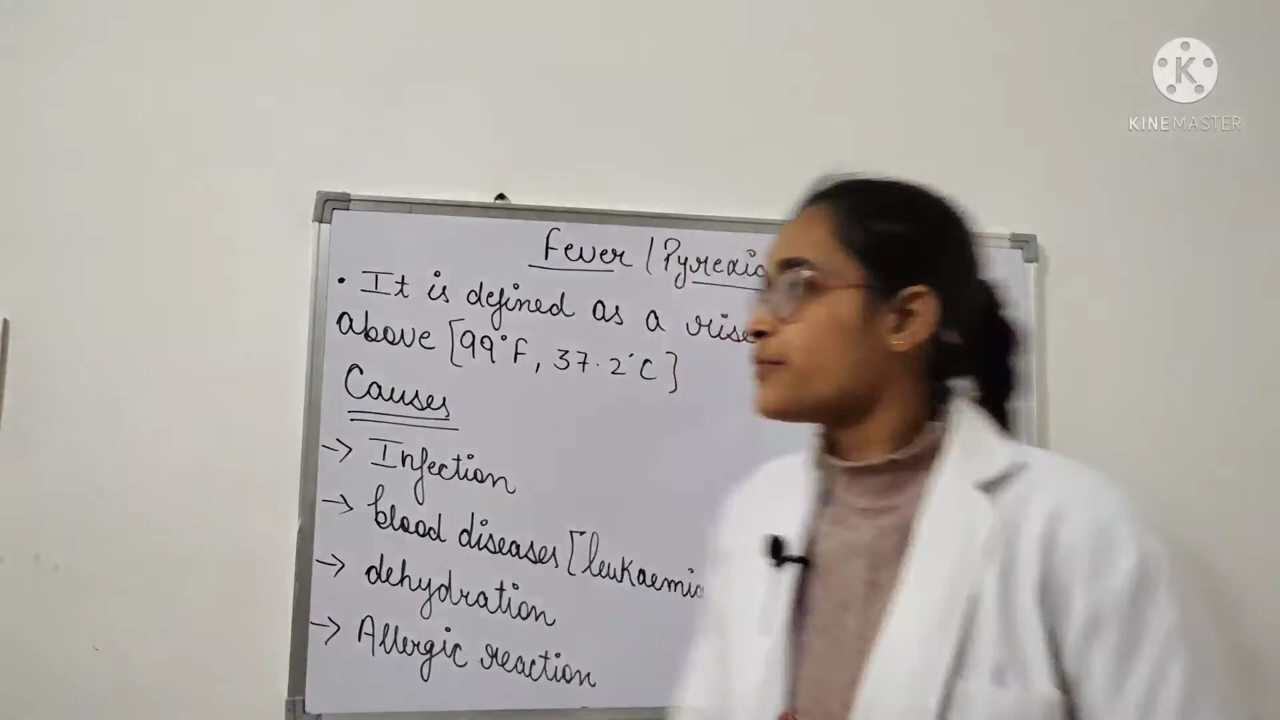 Fever / Pyrexia
• It is defined as a rise
above [99°F, 37.2°C]
Causes
→ Infection
→ blood diseases [leukaemia
→ dehydration
→ Allergic reaction
K
KINEMASTER